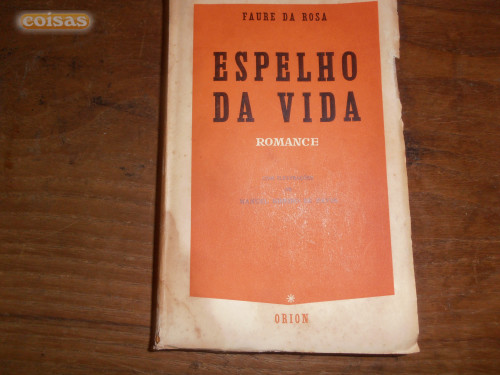 coisas
FAURE DA ROSA
ESPELHO
DA VIDA
ROMANCE
ORION